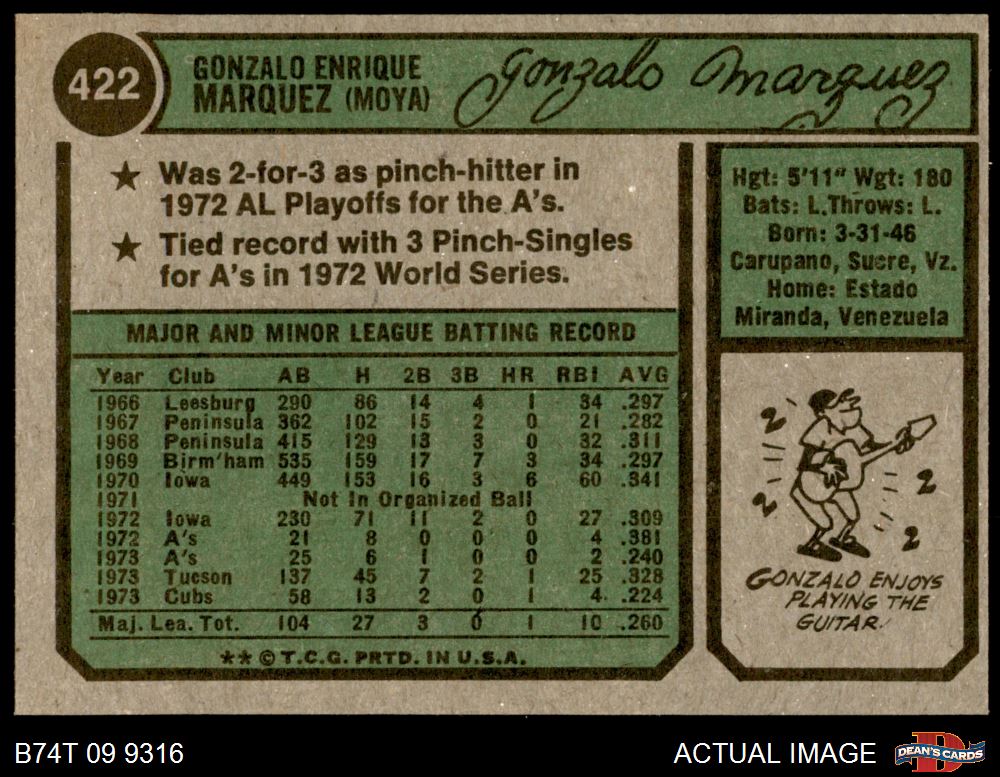 422
GONZALO ENRIQUE
MARQUEZ (MOYA)
Gonzalo Marquez
★ Was 2-for-3 as pinch-hitter in
1972 AL Playoffs for the A's.
★ Tied record with 3 Pinch-Singles
for A's in 1972 World Series.
Hgt: 5'11" Wgt: 180
Bats: L. Throws: L.
Born: 3-31-46
Carupano, Sucre, Vz.
Home: Estado
Miranda, Venezuela
MAJOR AND MINOR LEAGUE BATTING RECORD
Year Club AB H 2B 3B HR RBI AVG
1966 Leesburg 290 86 14 4 1 34 .297
1967 Peninsula 362 102 15 2 0 21 .282
1968 Peninsula 415 129 13 3 0 32 .311
1969 Birm'ham 535 159 17 7 3 34 .297
1970 Iowa 449 153 16 3 6 60 .341
1971 Not In Organized Ball
1972 Iowa 230 71 11 2 0 27 .309
1972 A's 21 8 0 0 0 4 .381
1973 A's 25 6 1 0 0 2 .240
1973 Tucson 137 45 7 2 1 25 .328
1973 Cubs 58 13 2 0 1 4 .224
Maj. Lea. Tot. 104 27 3 0 1 10 .260
** © T.C.G. PRTD. IN U.S.A.
GONZALO ENJOYS
PLAYING THE
GUITAR.
B74T 09 9316
ACTUAL IMAGE
DEAN'S CARDS